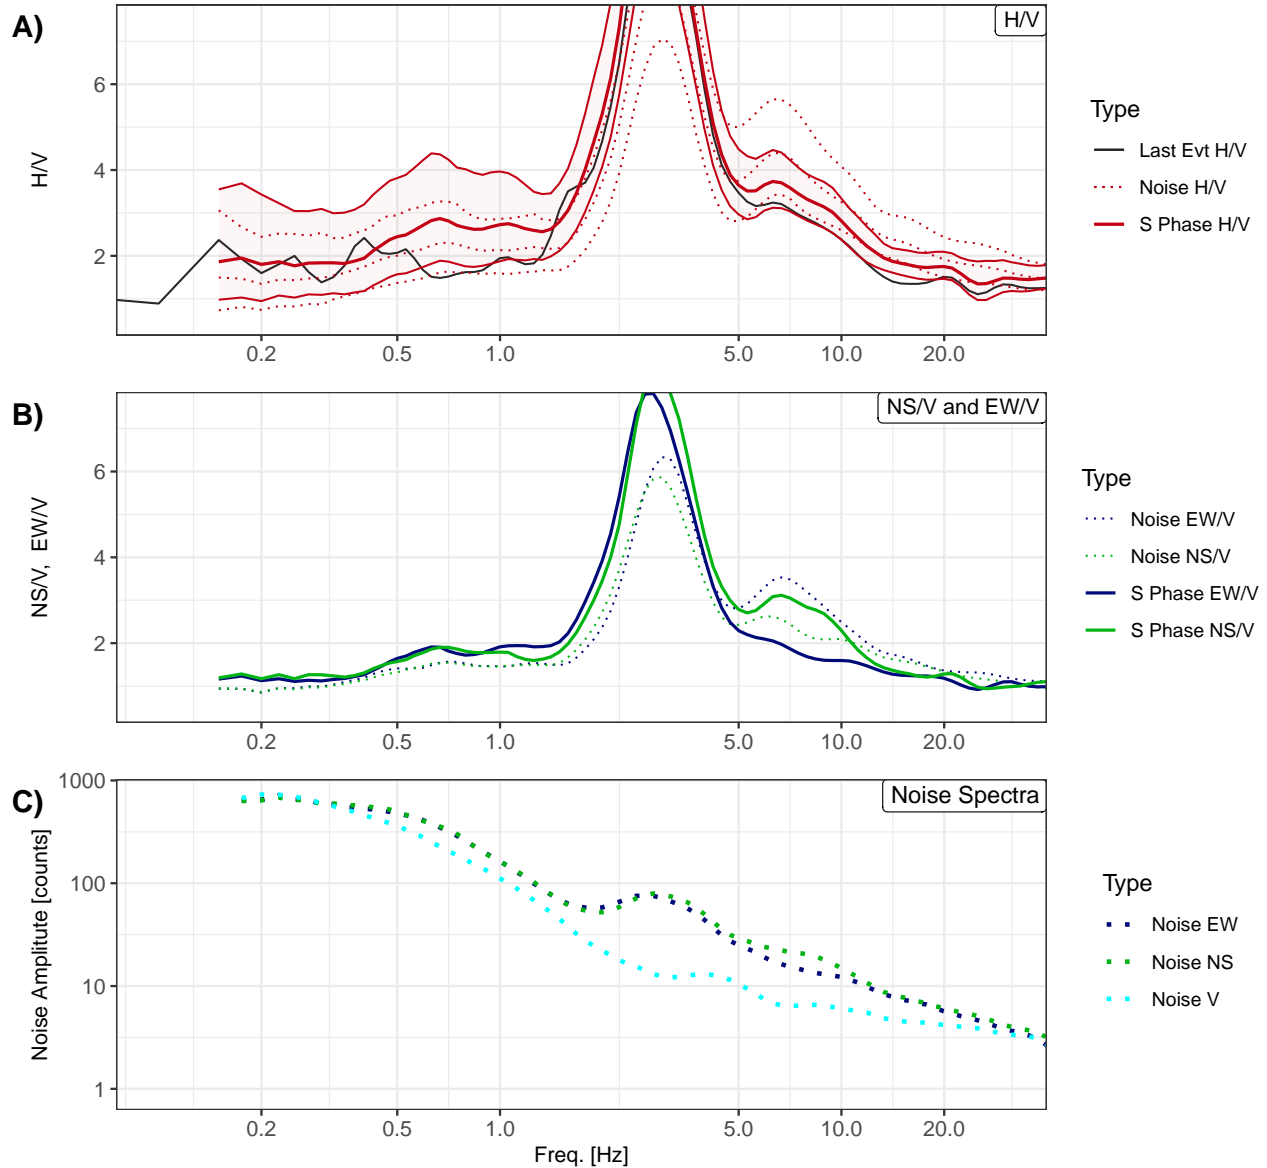 A)
H/V
H/V
6
4
2
0.2 0.5 1.0 5.0 10.0 20.0
Type
Last Evt H/V
Noise H/V
S Phase H/V
B)
NS/V and EW/V
NS/V, EW/V
6
4
2
0.2 0.5 1.0 5.0 10.0 20.0
Type
Noise EW/V
Noise NS/V
S Phase EW/V
S Phase NS/V
C)
Noise Spectra
Noise Amplitude [counts]
1000
100
10
1
0.2 0.5 1.0 5.0 10.0 20.0
Freq. [Hz]
Type
Noise EW
Noise NS
Noise V